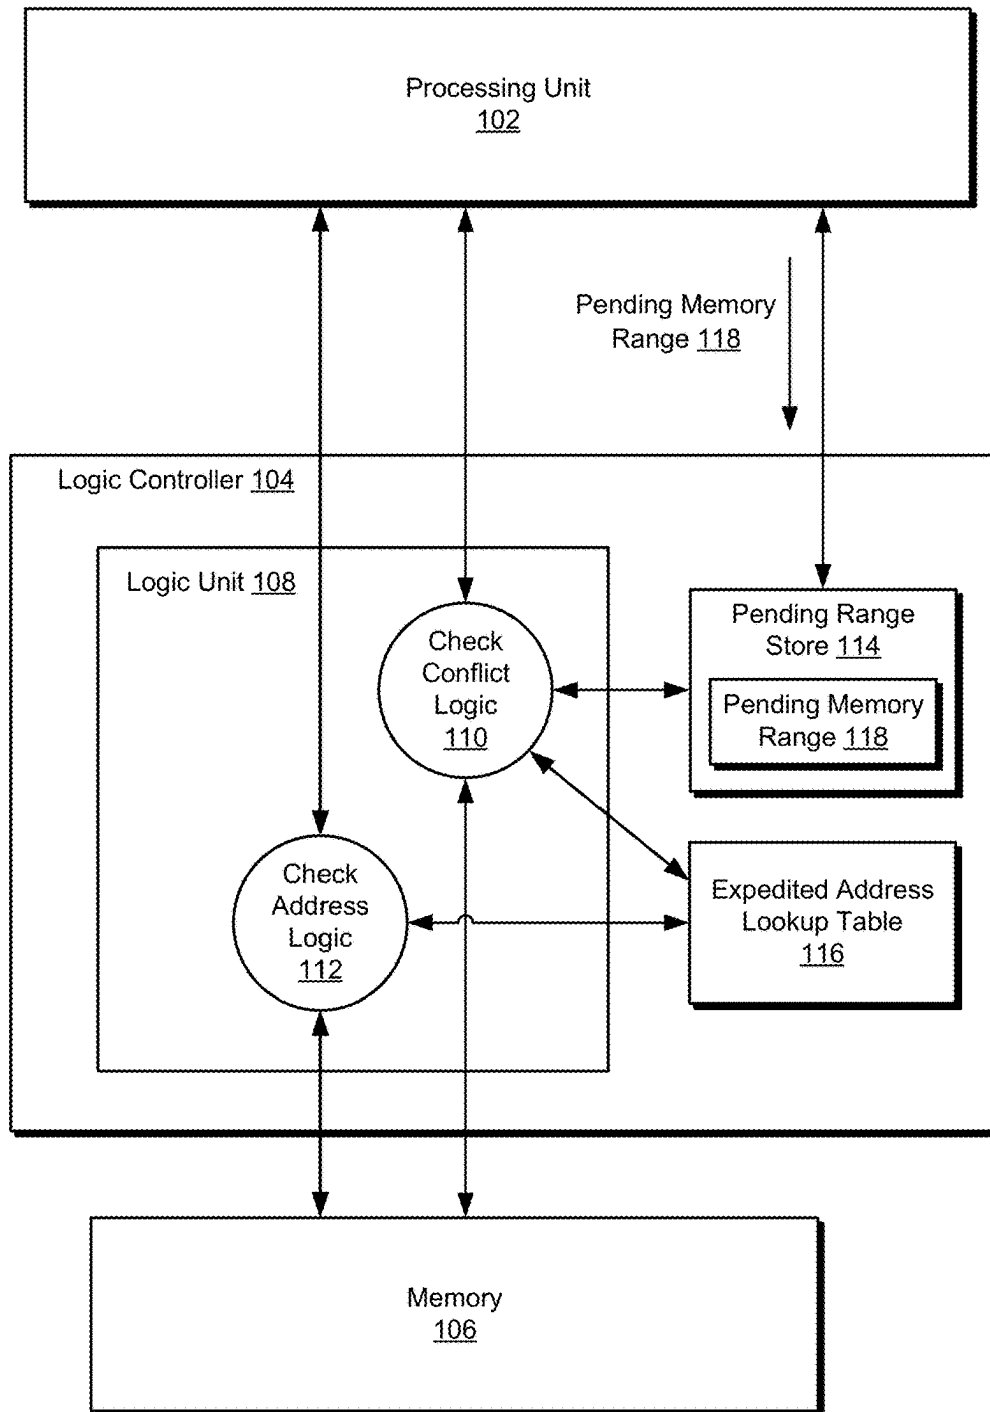 Processing Unit
102
Pending Memory
Range 118
Logic Controller 104
Logic Unit 108
Check
Conflict
Logic
110
Pending Range
Store 114
Pending Memory
Range 118
Check
Address
Logic
112
Expedited Address
Lookup Table
116
Memory
106